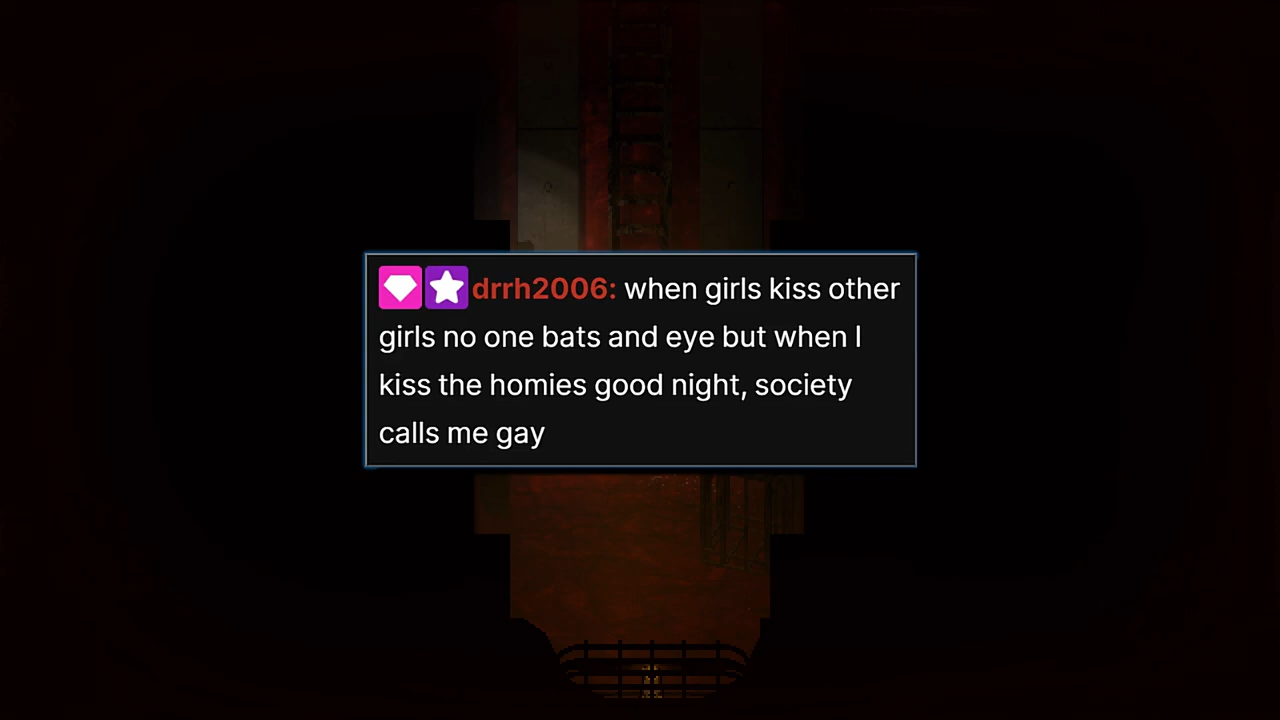 drrh2006: when girls kiss other
girls no one bats and eye but when I
kiss the homies good night, society
calls me gay